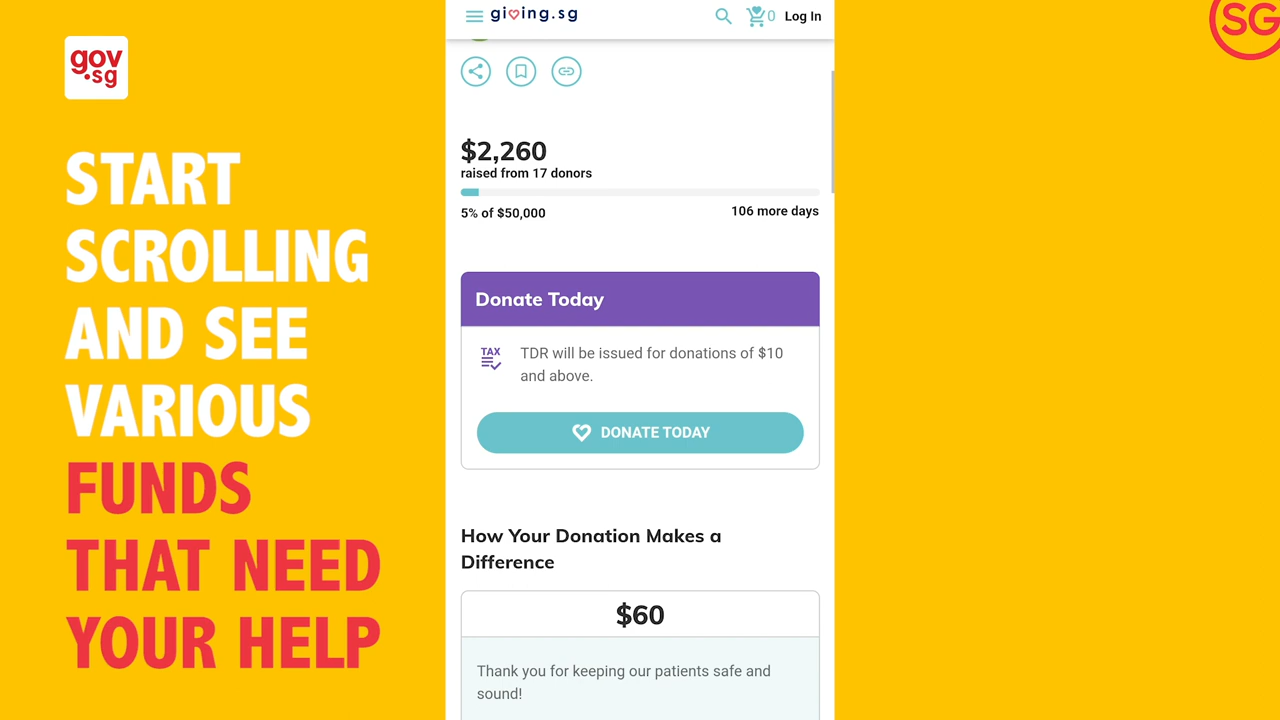 gov
.sg
START
SCROLLING
AND SEE
VARIOUS
FUNDS
THAT NEED
YOUR HELP
giving.sg
0
Log In
$2,260
raised from 17 donors
5% of $50,000
106 more days
Donate Today
TAX
TDR will be issued for donations of $10
and above.
DONATE TODAY
How Your Donation Makes a
Difference
$60
Thank you for keeping our patients safe and
sound!
SG